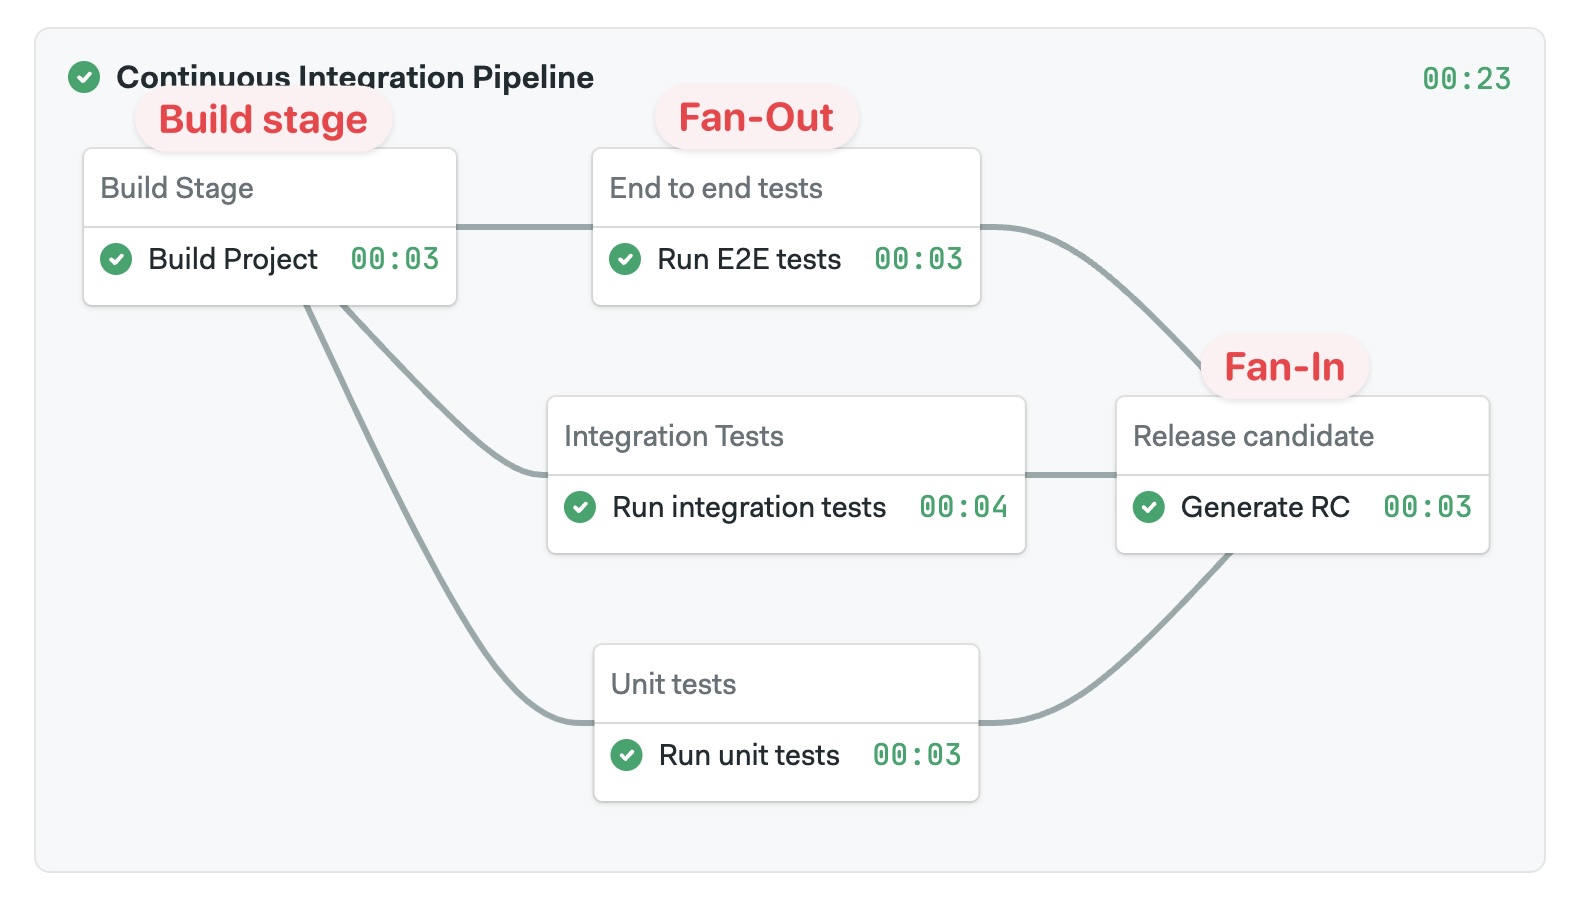 Continuous Integration Pipeline 00:23
Build stage
Fan-Out
Build Stage
Build Project 00:03
End to end tests
Run E2E tests 00:03
Fan-In
Integration Tests
Run integration tests 00:04
Release candidate
Generate RC 00:03
Unit tests
Run unit tests 00:03